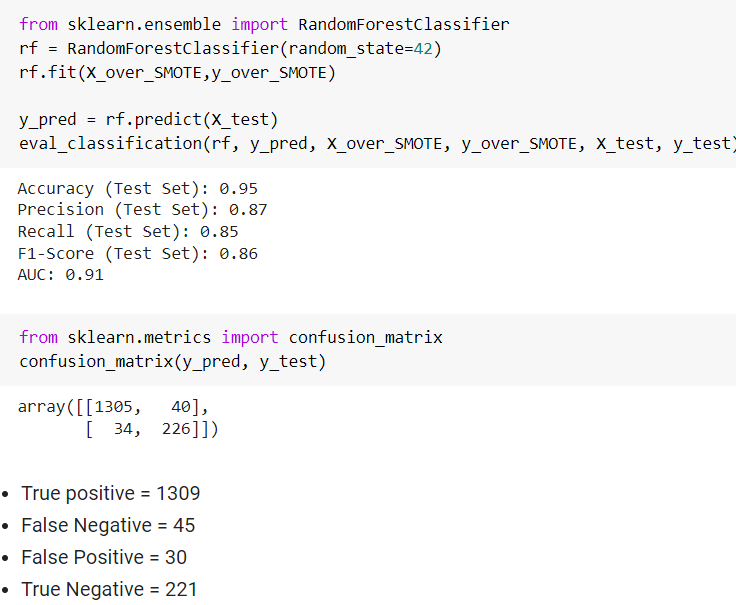 from sklearn.ensemble import RandomForestClassifier
rf = RandomForestClassifier(random_state=42)
rf.fit(X_over_SMOTE,y_over_SMOTE)
y_pred = rf.predict(X_test)
eval_classification(rf, y_pred, X_over_SMOTE, y_over_SMOTE, X_test, y_test)
Accuracy (Test Set): 0.95
Precision (Test Set): 0.87
Recall (Test Set): 0.85
F1-Score (Test Set): 0.86
AUC: 0.91
from sklearn.metrics import confusion_matrix
confusion_matrix(y_pred, y_test)
array([[1305,   40],
       [  34,  226]])
• True positive = 1309
• False Negative = 45
• False Positive = 30
• True Negative = 221